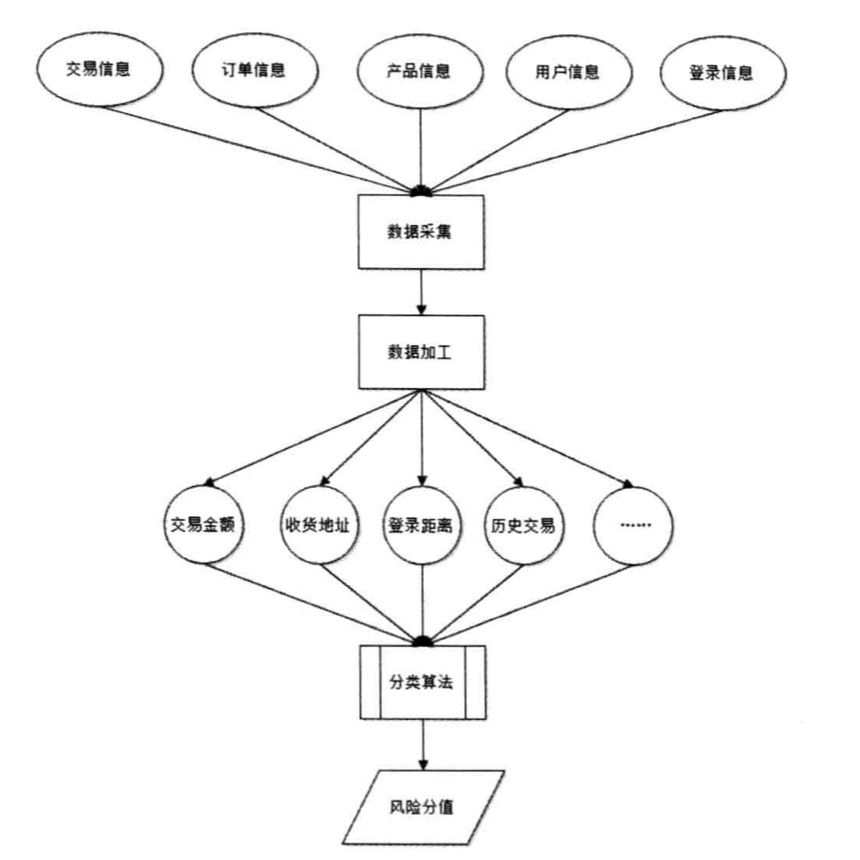 交易信息
订单信息
产品信息
用户信息
登录信息
数据采集
数据加工
交易金额
收货地址
登录距离
历史交易
……
分类算法
风险分值